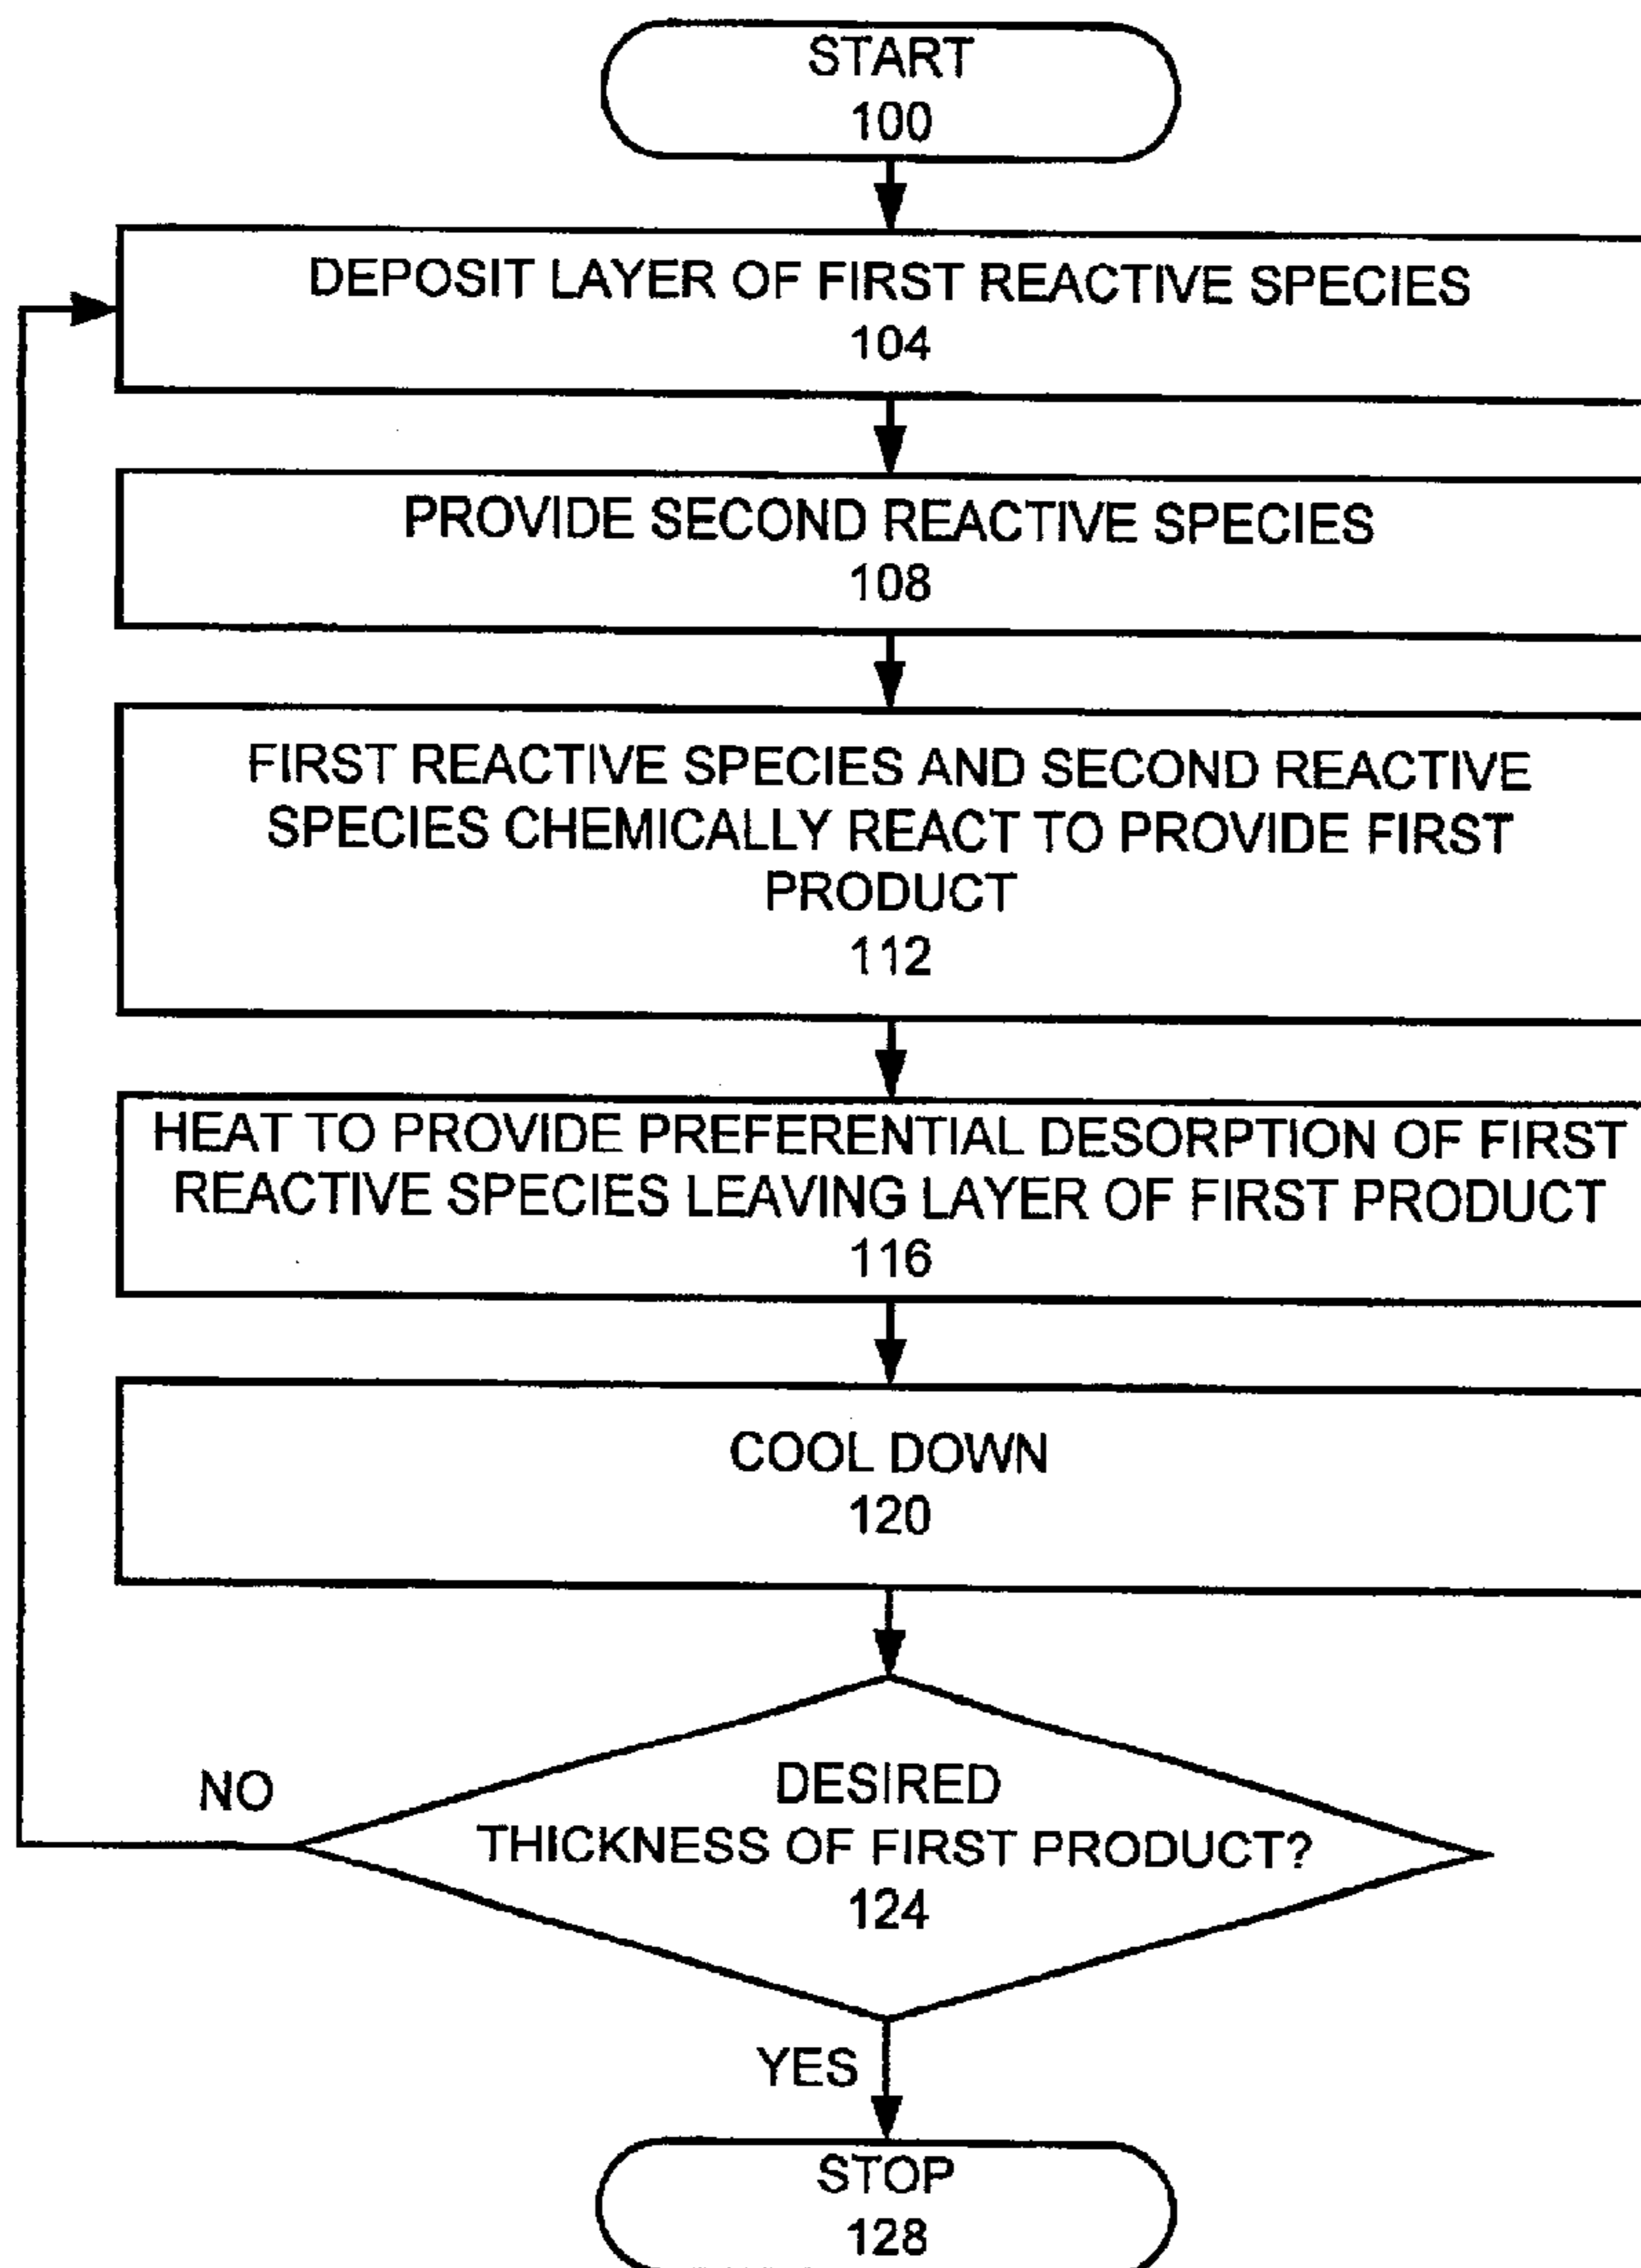 START
100
DEPOSIT LAYER OF FIRST REACTIVE SPECIES
104
PROVIDE SECOND REACTIVE SPECIES
108
FIRST REACTIVE SPECIES AND SECOND REACTIVE
SPECIES CHEMICALLY REACT TO PROVIDE FIRST
PRODUCT
112
HEAT TO PROVIDE PREFERENTIAL DESORPTION OF FIRST
REACTIVE SPECIES LEAVING LAYER OF FIRST PRODUCT
116
COOL DOWN
120
NO
DESIRED
THICKNESS OF FIRST PRODUCT?
124
YES
STOP
128